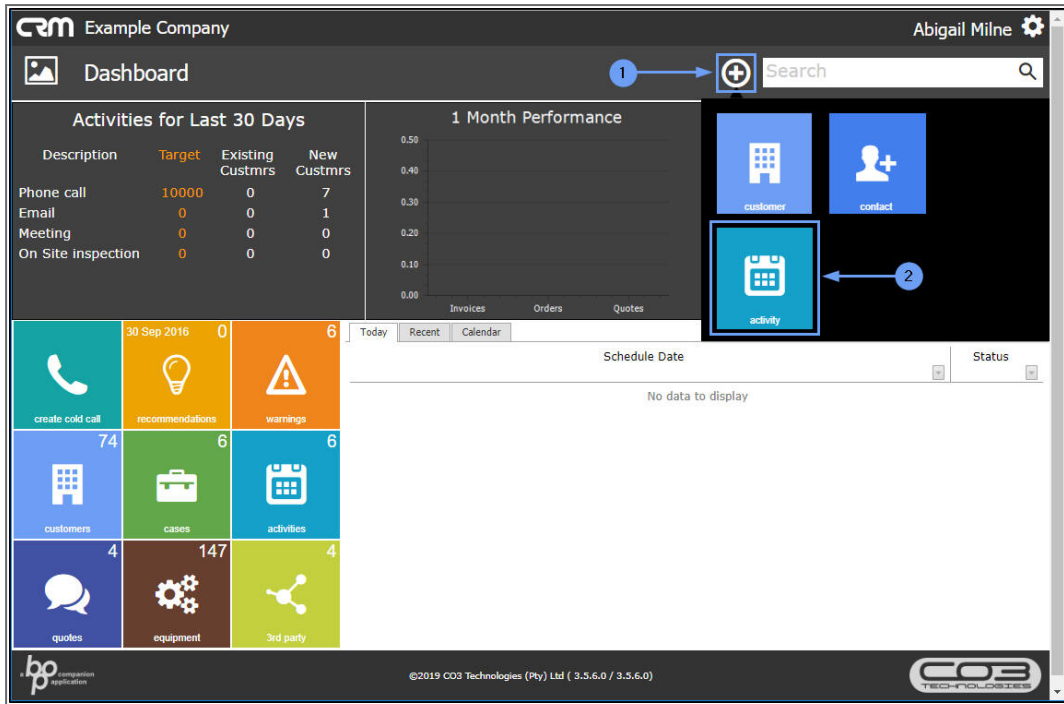 CRM Example Company
Abigail Milne
Dashboard
1
Search
Activities for Last 30 Days
Description Target Existing Custmrs New Custmrs
Phone call 10000 0 7
Email 0 0 1
Meeting 0 0 0
On Site inspection 0 0 0
1 Month Performance
0.50
0.40
0.30
0.20
0.10
0.00
Invoices Orders Quotes
customer
contact
activity
2
create cold call
30 Sep 2016 0
recommendations
6
warnings
74
customers
6
cases
6
activities
4
quotes
147
equipment
4
3rd party
Today Recent Calendar
Schedule Date Status
No data to display
a bpo companion
application
©2019 CO3 Technologies (Pty) Ltd ( 3.5.6.0 / 3.5.6.0)
CO3
TECHNOLOGIES